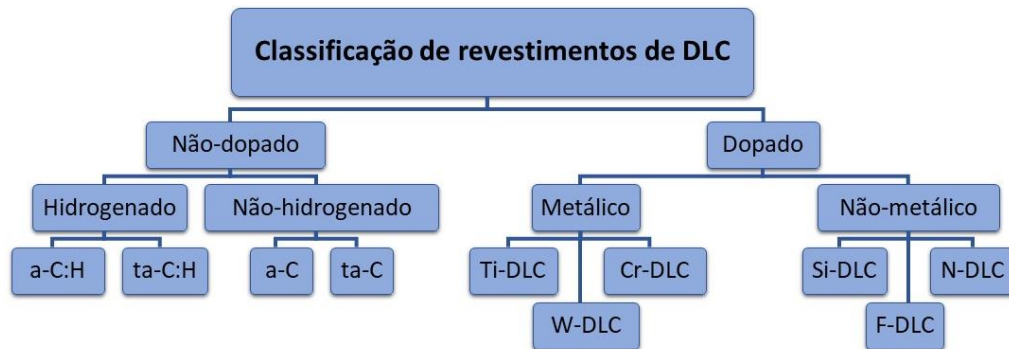 Classificação de revestimentos de DLC
Não-dopado
Dopado
Hidrogenado
Não-hidrogenado
Metálico
Não-metálico
a-C:H
ta-C:H
a-C
ta-C
Ti-DLC
Cr-DLC
Si-DLC
N-DLC
W-DLC
F-DLC